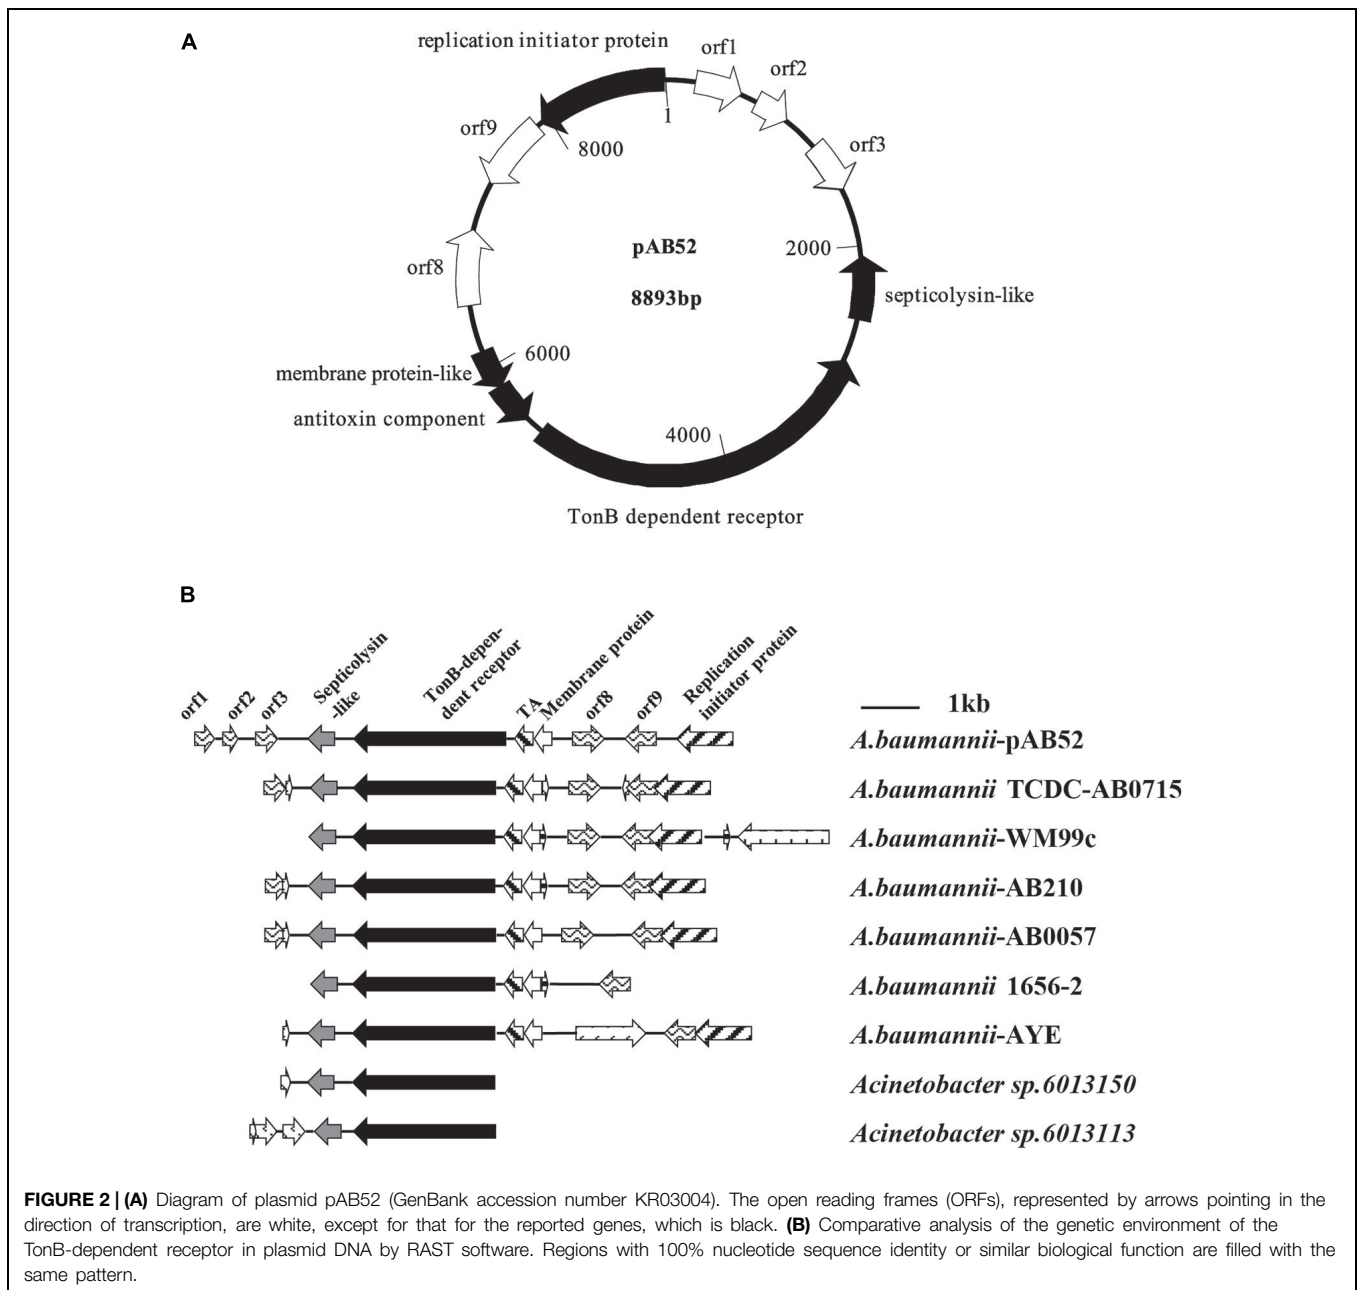 A
replication initiator protein
orf1
orf2
orf9
orf3
1
8000
pAB52
2000
8893bp
orf8
septicolysin-like
6000
membrane protein-like
antitoxin component
4000
TonB dependent receptor
B
orf1
orf2
orf3
Septicolysin
-like
TonB-depen-
dent receptor
TA
Membrane protein
orf8
orf9
Replication
initiator protein
1kb
A.baumannii-pAB52
A.baumannii TCDC-AB0715
A.baumannii-WM99c
A.baumannii-AB210
A.baumannii-AB0057
A.baumannii 1656-2
A.baumannii-AYE
Acinetobacter sp.6013150
Acinetobacter sp.6013113
FIGURE 2 | (A) Diagram of plasmid pAB52 (GenBank accession number KR03004). The open reading frames (ORFs), represented by arrows pointing in the
direction of transcription, are white, except for that for the reported genes, which is black. (B) Comparative analysis of the genetic environment of the
TonB-dependent receptor in plasmid DNA by RAST software. Regions with 100% nucleotide sequence identity or similar biological function are filled with the
same pattern.